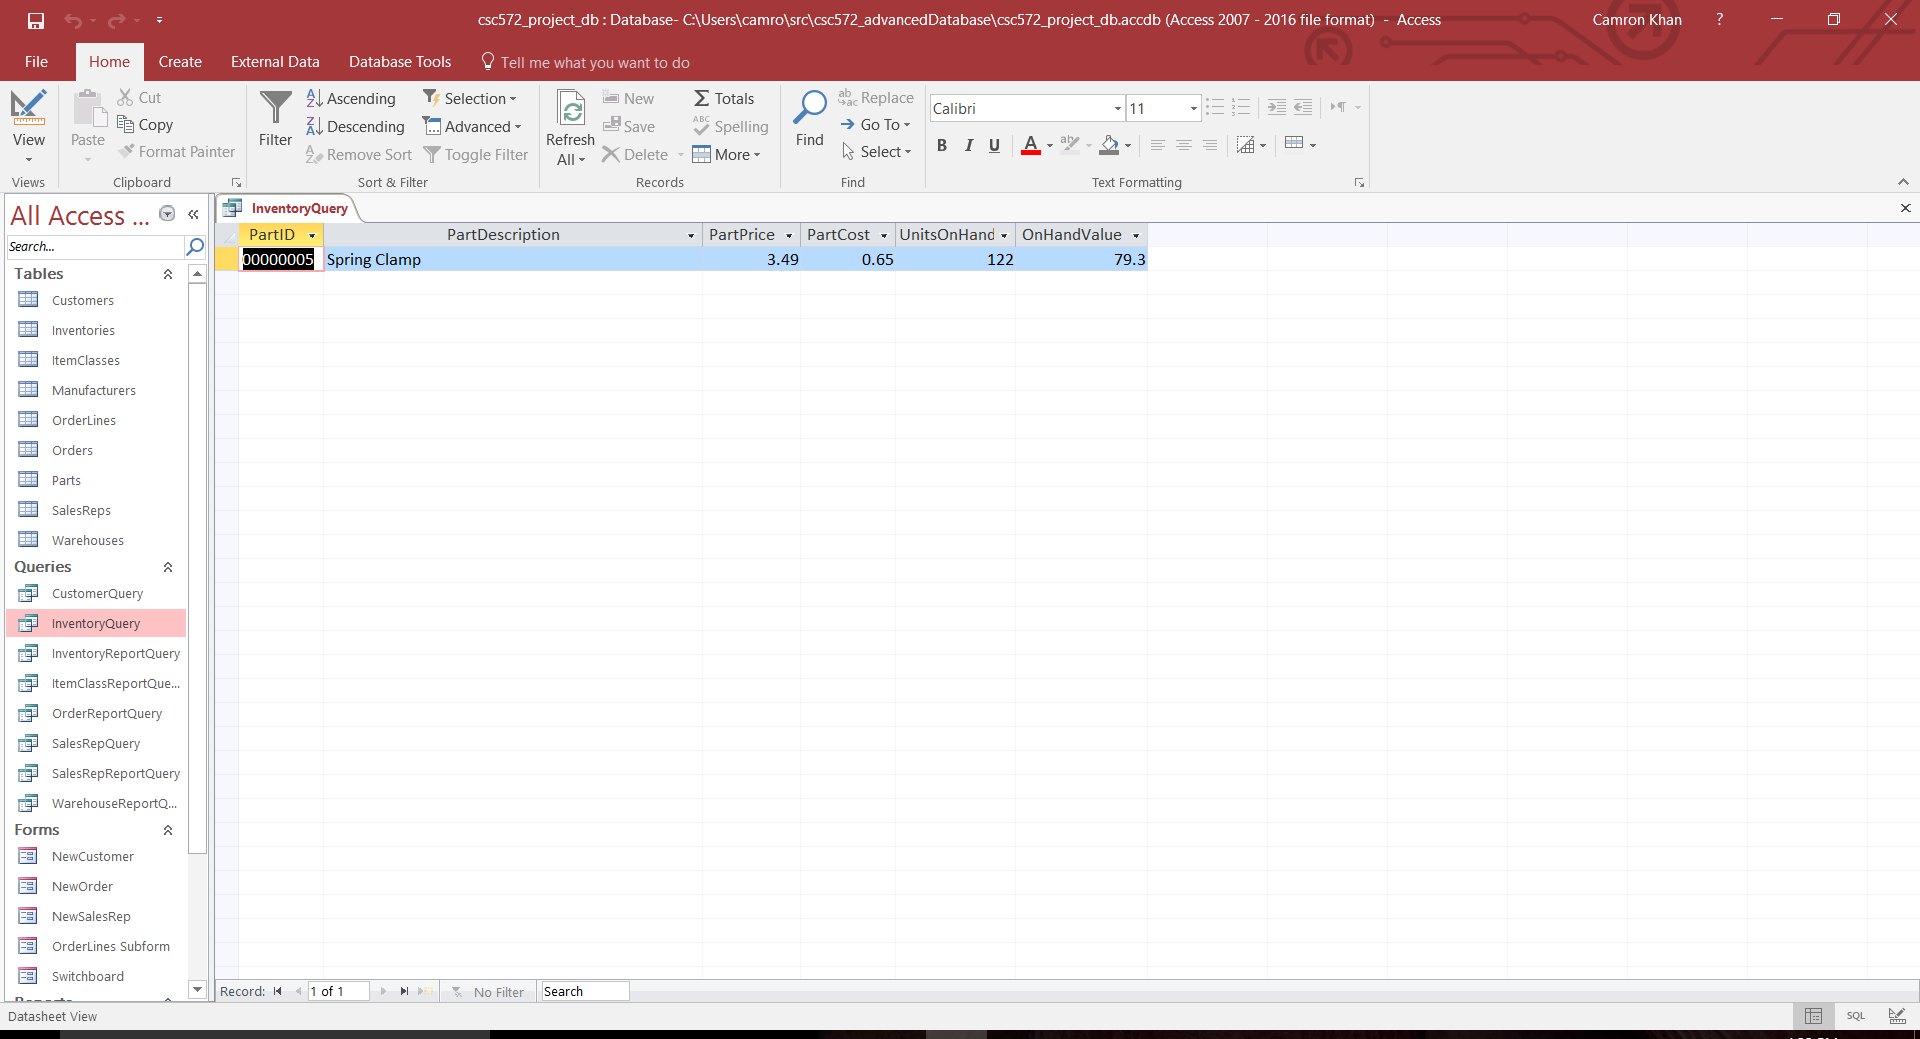 csc572_project_db : Database- C:\Users\camro\src\csc572_advancedDatabase\csc572_project_db.accdb (Access 2007 - 2016 file format) - Access
Camron Khan
?
File
Home
Create
External Data
Database Tools
Tell me what you want to do
View
Views
Paste
Cut
Copy
Format Painter
Clipboard
Filter
Ascending
Descending
Remove Sort
Selection
Advanced
Toggle Filter
Sort & Filter
Refresh
All
New
Save
Delete
Totals
Spelling
More
Records
Find
Replace
Go To
Select
Find
Calibri
11
B I U
Text Formatting
All Access ...
Search...
Tables
Customers
Inventories
ItemClasses
Manufacturers
OrderLines
Orders
Parts
SalesReps
Warehouses
Queries
CustomerQuery
InventoryQuery
InventoryReportQuery
ItemClassReportQue...
OrderReportQuery
SalesRepQuery
SalesRepReportQuery
WarehouseReportQ...
Forms
NewCustomer
NewOrder
NewSalesRep
OrderLines Subform
Switchboard
InventoryQuery
PartID PartDescription PartPrice PartCost UnitsOnHand OnHandValue
00000005 Spring Clamp 3.49 0.65 122 79.3
Record: 1 of 1 No Filter Search
Datasheet View
SQL